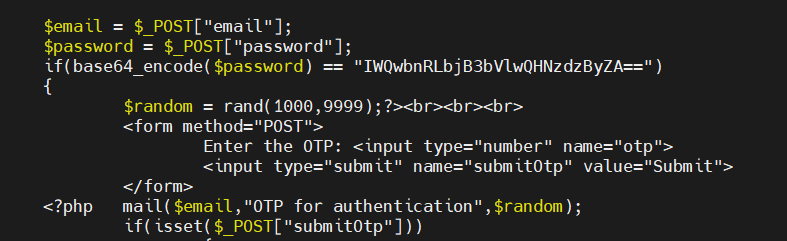 $email = $_POST["email"];
$password = $_POST["password"];
if(base64_encode($password) == "IWQwbnRLbjB3bVlwQHNzdzByZA==")
{
$random = rand(1000,9999);?><br><br><br>
<form method="POST">
Enter the OTP: <input type="number" name="otp">
<input type="submit" name="submitOtp" value="Submit">
</form>
<?php mail($email,"OTP for authentication",$random);
if(isset($_POST["submitOtp"]))